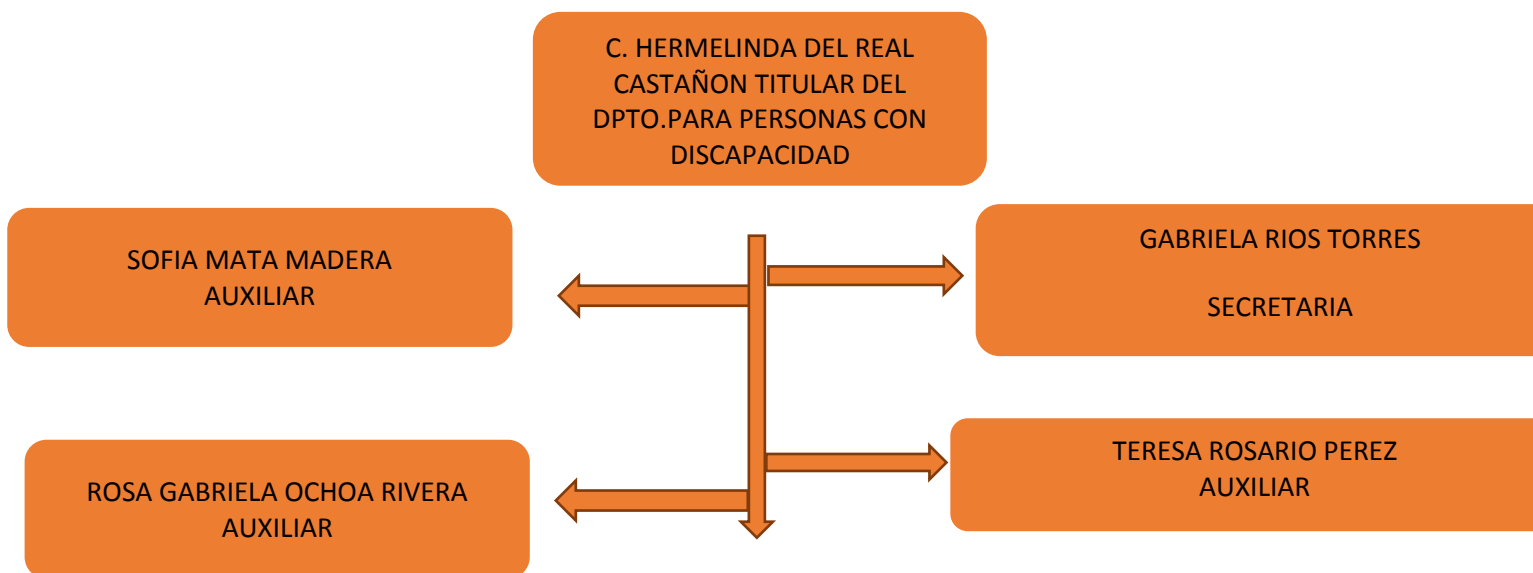 C. HERMELINDA DEL REAL
CASTAÑON TITULAR DEL
DPTO.PARA PERSONAS CON
DISCAPACIDAD
SOFIA MATA MADERA
AUXILIAR
GABRIELA RIOS TORRES
SECRETARIA
ROSA GABRIELA OCHOA RIVERA
AUXILIAR
TERESA ROSARIO PEREZ
AUXILIAR